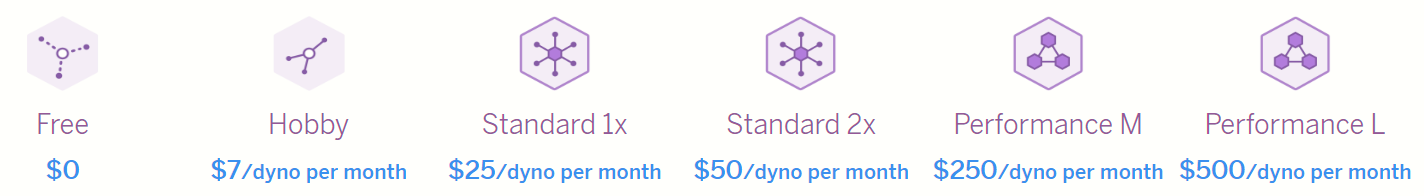 Free Hobby Standard 1x Standard 2x Performance M Performance L
$0 $7/dyno per month $25/dyno per month $50/dyno per month $250/dyno per month $500/dyno per month